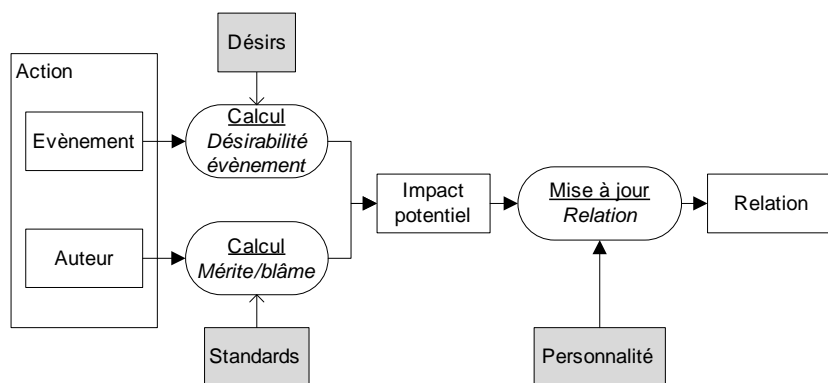 Désirs
Action
Evènement
Calcul
Désirabilité
évènement
Impact
potentiel
Mise à jour
Relation
Relation
Auteur
Calcul
Mérite/blâme
Standards
Personnalité